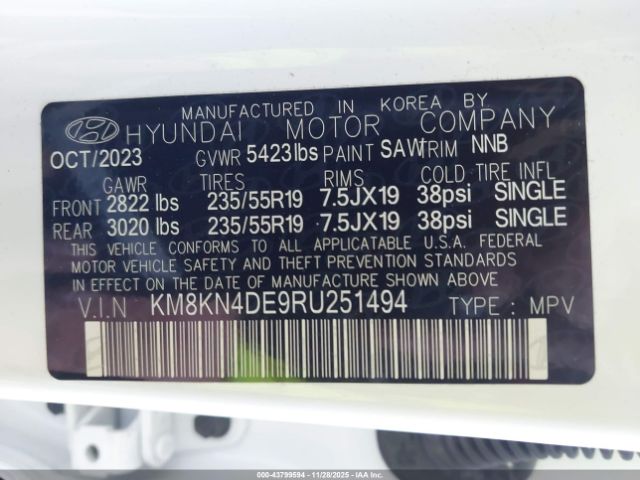 MANUFACTURED IN KOREA BY
HYUNDAI MOTOR COMPANY
OCT/2023 GVWR 5423lbs PAINT SAW TRIM NNB
GAWR TIRES RIMS COLD TIRE INFL
FRONT 2822 lbs 235/55R19 7.5JX19 38psi SINGLE
REAR 3020 lbs 235/55R19 7.5JX19 38psi SINGLE
THIS VEHICLE CONFORMS TO ALL APPLICABLE U.S.A. FEDERAL
MOTOR VEHICLE SAFETY AND THEFT PREVENTION STANDARDS
IN EFFECT ON THE DATE OF MANUFACTURE SHOWN ABOVE.
V.I.N KM8KN4DE9RU251494 TYPE : MPV
000-43799594 - 11/28/2025 - IAAI.com